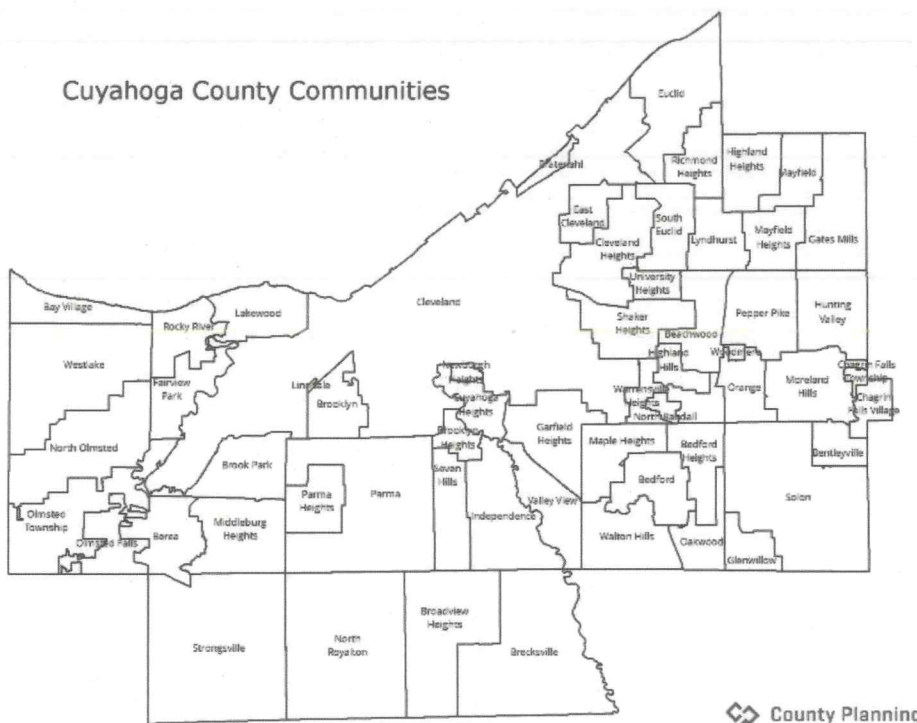 Cuyahoga County Communities
Euclid
Bratenahl
Richmond
Heights
Highland
Heights
Mayfield
East
Cleveland
South
Euclid
Cleveland
Heights
Lyndhurst
Mayfield
Heights
Gates Mills
University
Heights
Bay Village
Rocky River
Lakewood
Cleveland
Shaker
Heights
Beachwood
Pepper Pike
Hunting
Valley
Westlake
Fairview
Park
Linndale
Brooklyn
Newburgh
Heights
Cuyahoga
Heights
Highland
Hills
Woodmere
Warrensville
Heights
Orange
Moreland
Hills
Chagrin Falls
Township
Chagrin
Falls Village
North Randall
North Olmsted
Brook Park
Brooklyn
Heights
Garfield
Heights
Maple Heights
Bedford
Heights
Bentleyville
Olmsted
Township
Olmsted Falls
Berea
Middleburg
Heights
Parma
Heights
Parma
Seven
Hills
Independence
Valley View
Bedford
Solon
Walton Hills
Oakwood
Glenwillow
Strongsville
North
Royalton
Broadview
Heights
Brecksville
County Planning